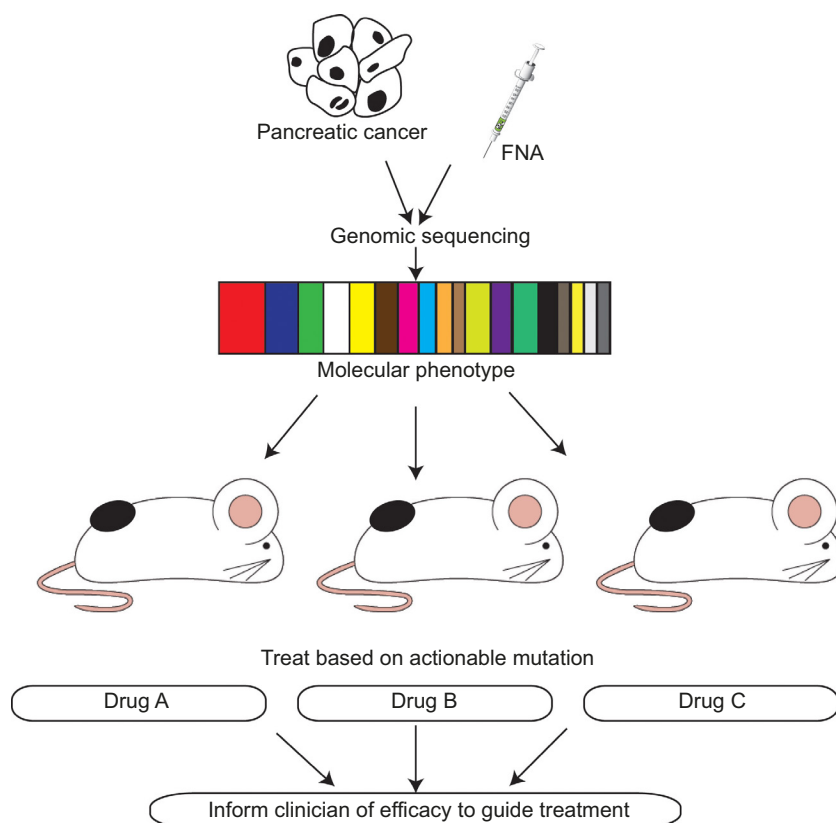 Pancreatic cancer
FNA
Genomic sequencing
Molecular phenotype
Treat based on actionable mutation
Drug A
Drug B
Drug C
Inform clinician of efficacy to guide treatment